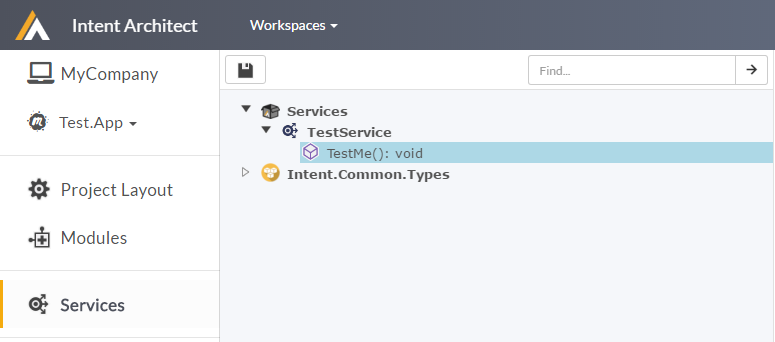 Intent Architect
Workspaces
MyCompany
Test.App
Project Layout
Modules
Services
Find...
Services
TestService
TestMe(): void
Intent.Common.Types